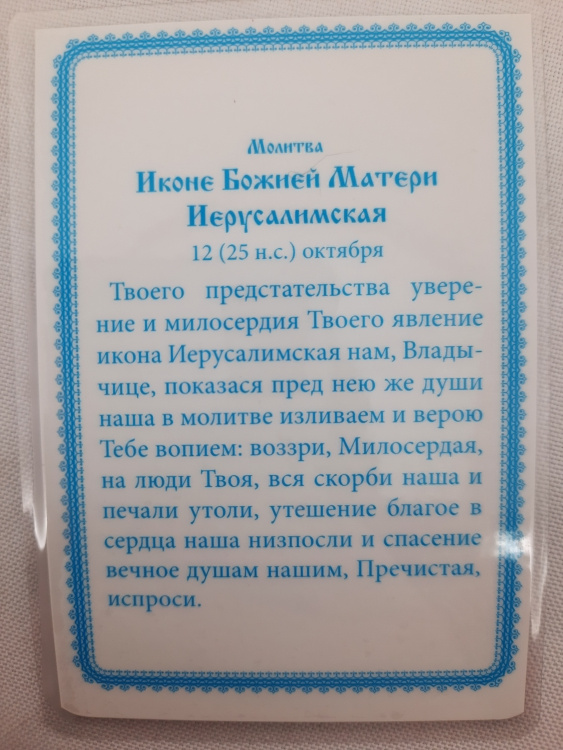 Молитва
Иконе Божией Матери
Иерусалимская
12 (25 н.с.) октября
Твоего предстательства увере-
ние и милосердия Твоего явление
икона Иерусалимская нам, Влады-
чице, показася пред нею же души
наша в молитве изливаем и верою
Тебе вопием: воззри, Милосердая,
на люди Твоя, вся скорби наша и
печали утоли, утешение благое в
сердца наша низпосли и спасение
вечное душам нашим, Пречистая,
испроси.